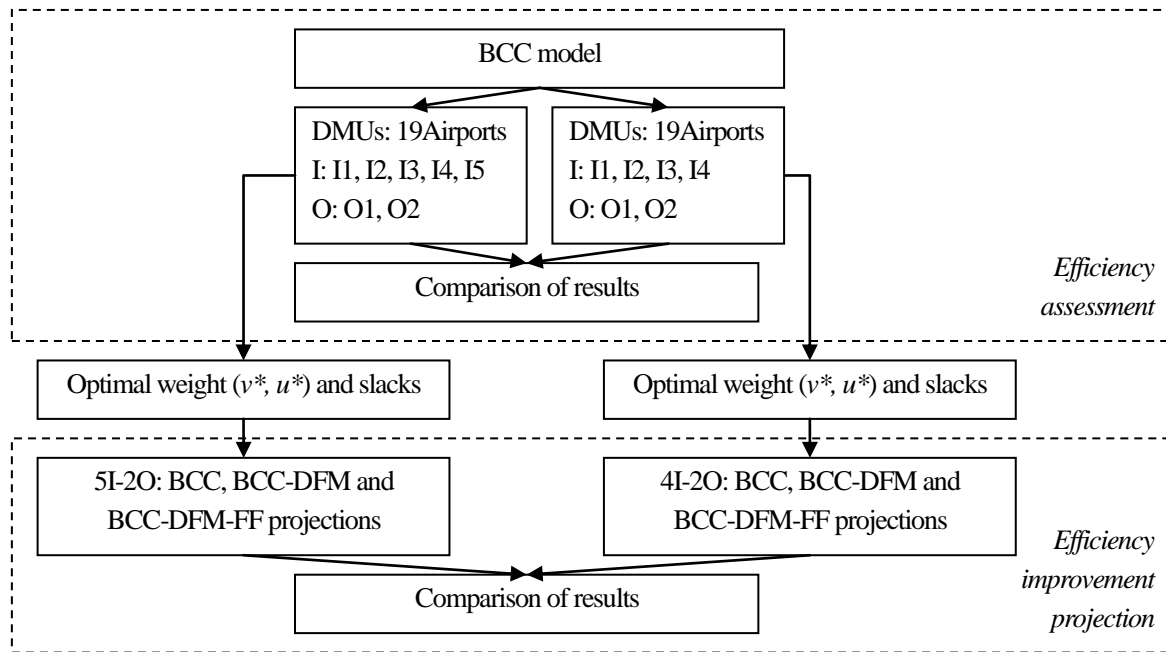 BCC model
DMUs: 19Airports
I: I1, I2, I3, I4, I5
O: O1, O2
DMUs: 19Airports
I: I1, I2, I3, I4
O: O1, O2
Comparison of results
Efficiency
assessment
Optimal weight (v*, u*) and slacks
Optimal weight (v*, u*) and slacks
5I-2O: BCC, BCC-DFM and
BCC-DFM-FF projections
4I-2O: BCC, BCC-DFM and
BCC-DFM-FF projections
Comparison of results
Efficiency
improvement
projection